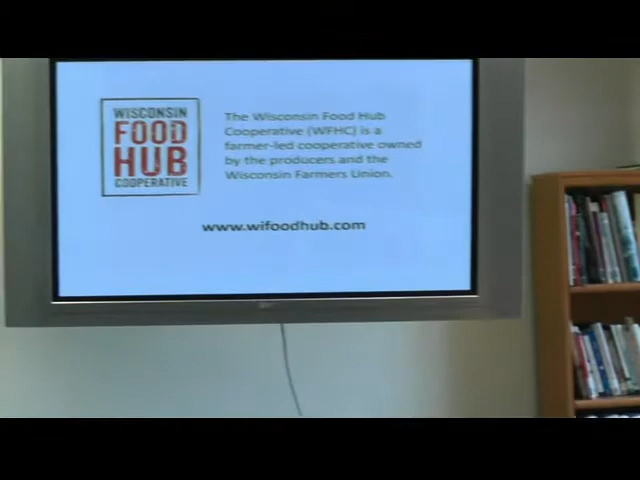 WISCONSIN
FOOD
HUB
COOPERATIVE
The Wisconsin Food Hub
Cooperative (WFHC) is a
farmer-led cooperative owned
by the producers and the
Wisconsin Farmers Union.
www.wifoodhub.com